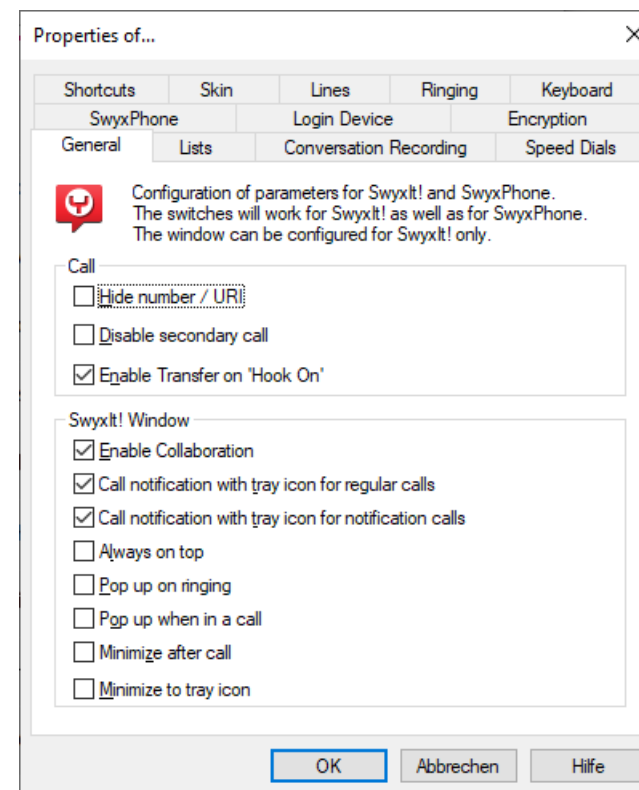 Properties of...
Shortcuts Skin Lines Ringing Keyboard
SwyxPhone Login Device Encryption
General Lists Conversation Recording Speed Dials
Configuration of parameters for SwyxIt! and SwyxPhone.
The switches will work for SwyxIt! as well as for SwyxPhone.
The window can be configured for SwyxIt! only.
Call
Hide number / URI
Disable secondary call
Enable Transfer on 'Hook On'
SwyxIt! Window
Enable Collaboration
Call notification with tray icon for regular calls
Call notification with tray icon for notification calls
Always on top
Pop up on ringing
Pop up when in a call
Minimize after call
Minimize to tray icon
OK Abbrechen Hilfe